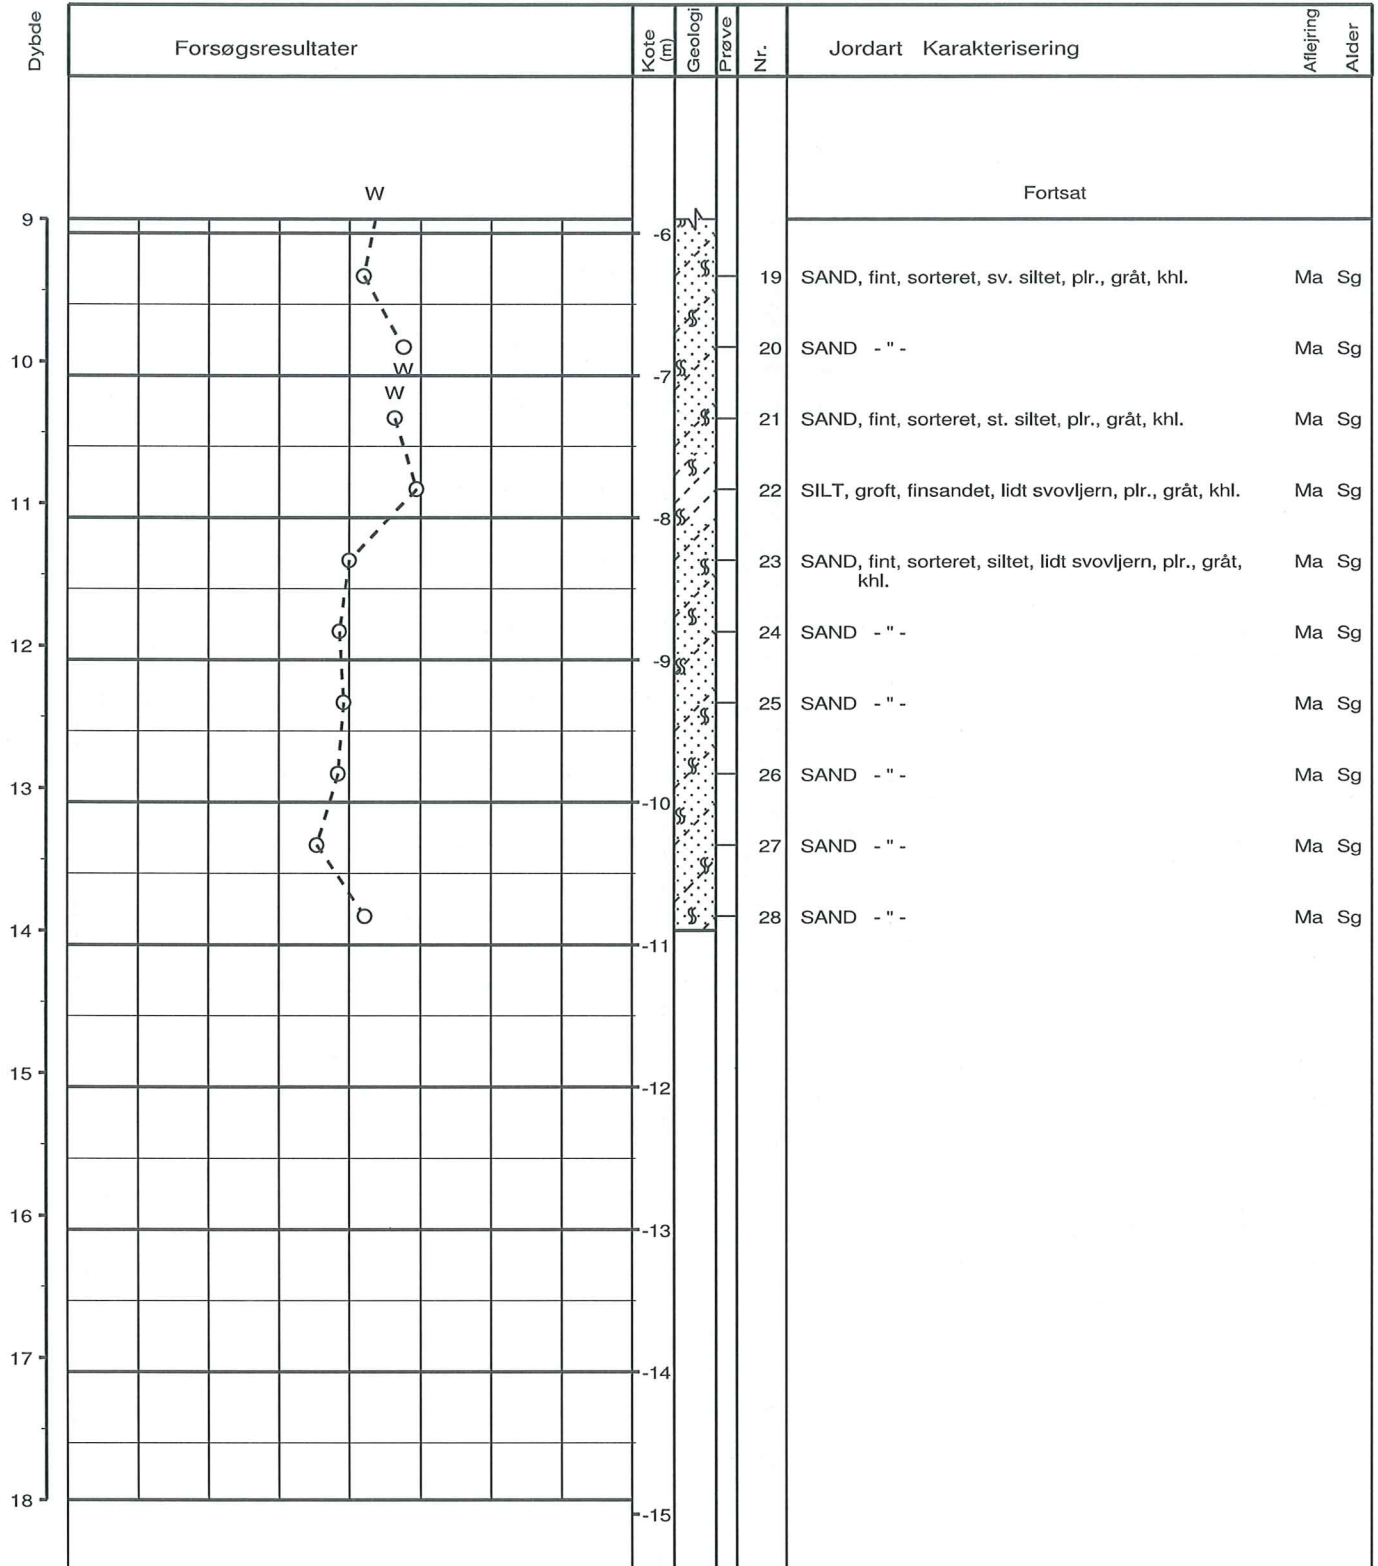 Dybde Forsøgsresultater Kote (m) Geologi Prøve Nr. Jordart Karakterisering Aflejring Alder
W Fortsat
9
-6
19 SAND, fint, sorteret, sv. siltet, plr., gråt, khl. Ma Sg
10 20 SAND - " - Ma Sg
W -7
W
21 SAND, fint, sorteret, st. siltet, plr., gråt, khl. Ma Sg
11 22 SILT, groft, finsandet, lidt svovljern, plr., gråt, khl. Ma Sg
-8
23 SAND, fint, sorteret, siltet, lidt svovljern, plr., gråt, Ma Sg
khl.
12 24 SAND - " - Ma Sg
-9
25 SAND - " - Ma Sg
13 26 SAND - " - Ma Sg
-10
27 SAND - " - Ma Sg
14 28 SAND - " - Ma Sg
-11
15
-12
16
-13
17
-14
18
-15